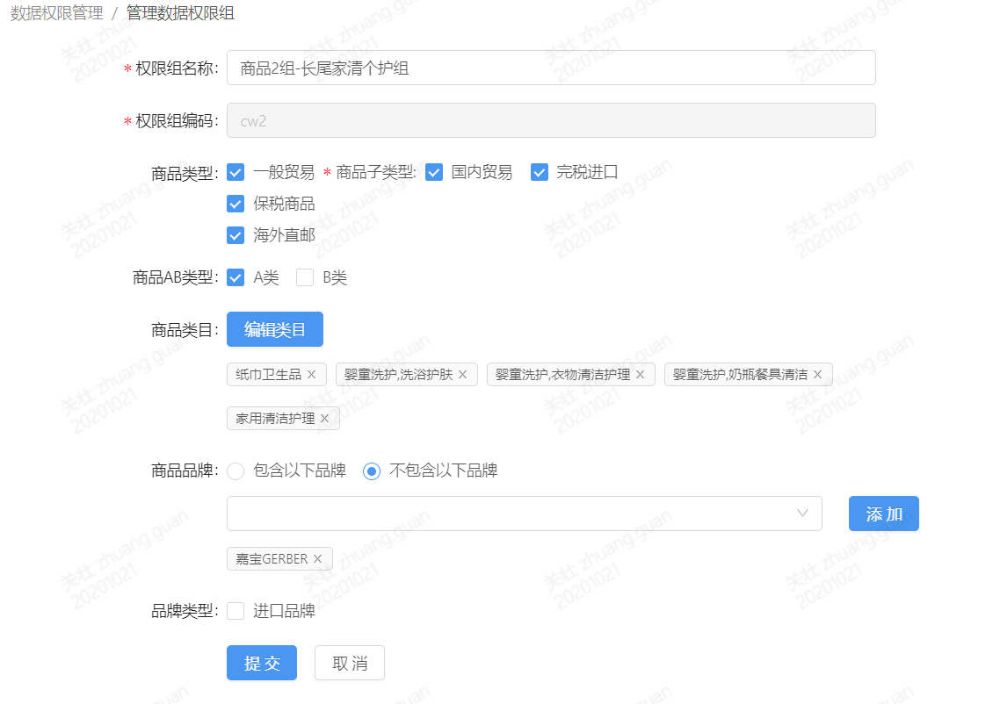 数据权限管理 / 管理数据权限组
* 权限组名称: 商品2组-长尾家清个护组
* 权限组编码: cw2
商品类型: 一般贸易 * 商品子类型: 国内贸易 完税进口
保税商品
海外直邮
商品AB类型: A类 B类
商品类目: 编辑类目
纸巾卫生品 × 婴童洗护,洗浴护肤 × 婴童洗护,衣物清洁护理 × 婴童洗护,奶瓶餐具清洁 ×
家用清洁护理 ×
商品品牌: 包含以下品牌 不包含以下品牌
添 加
嘉宝GERBER ×
品牌类型: 进口品牌
提 交 取 消
关壮 zhuang.guan
20201021